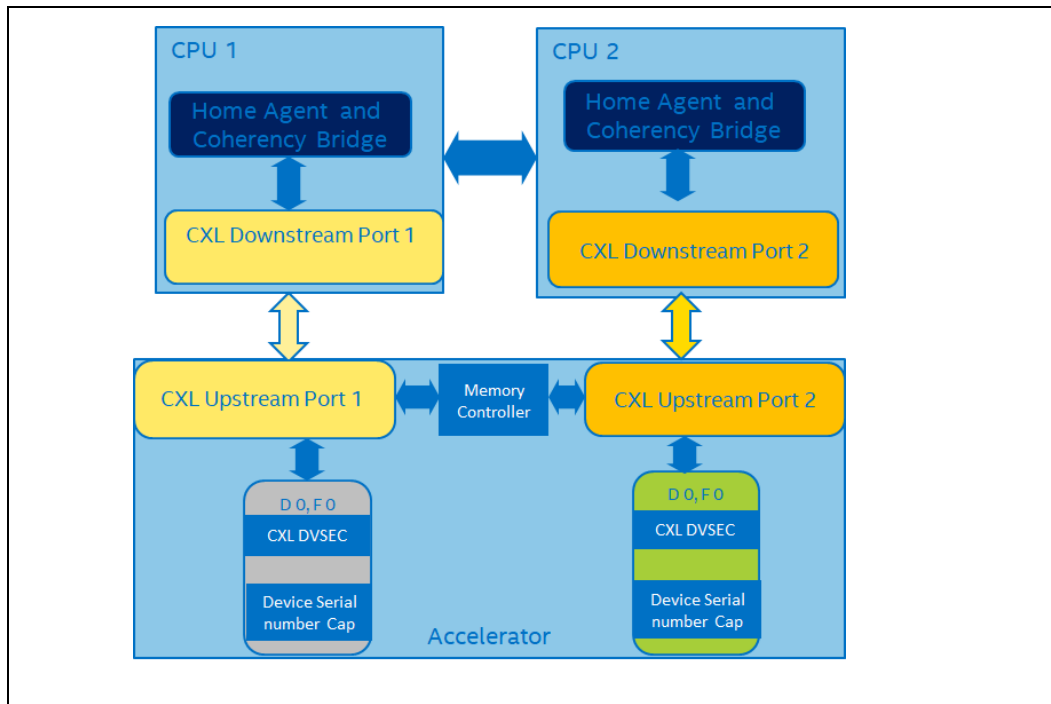 CPU 1
Home Agent and
Coherency Bridge
CXL Downstream Port 1
CPU 2
Home Agent and
Coherency Bridge
CXL Downstream Port 2
CXL Upstream Port 1
Memory
Controller
CXL Upstream Port 2
D 0, F 0
CXL DVSEC
Device Serial
number Cap
D 0, F 0
CXL DVSEC
Device Serial
number Cap
Accelerator